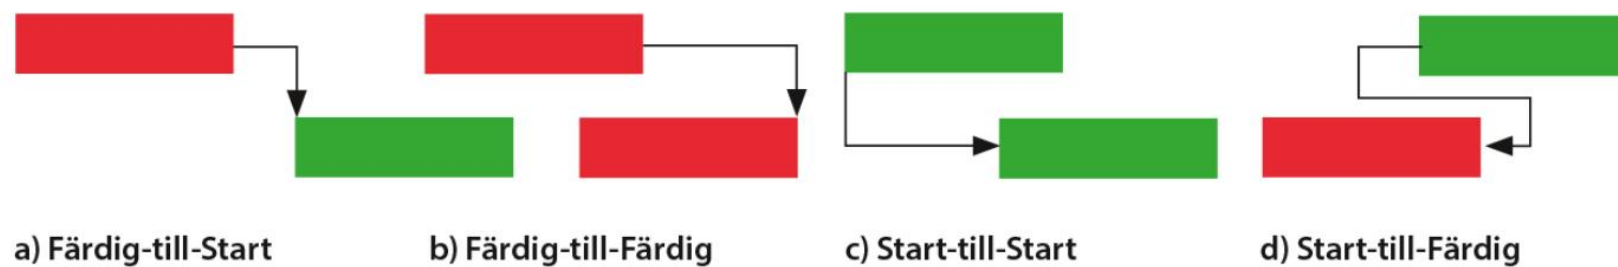 a) Färdig-till-Start
b) Färdig-till-Färdig
c) Start-till-Start
d) Start-till-Färdig